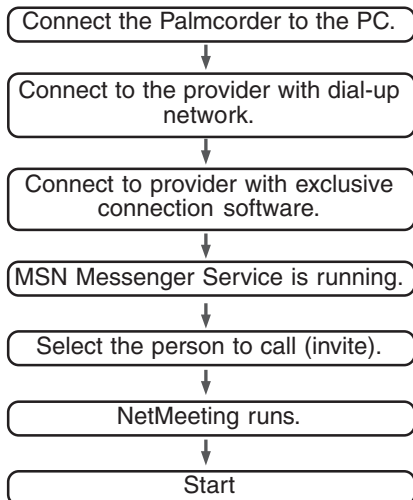 Connect the Palmcorder to the PC.
Connect to the provider with dial-up
network.
Connect to provider with exclusive
connection software.
MSN Messenger Service is running.
Select the person to call (invite).
NetMeeting runs.
Start